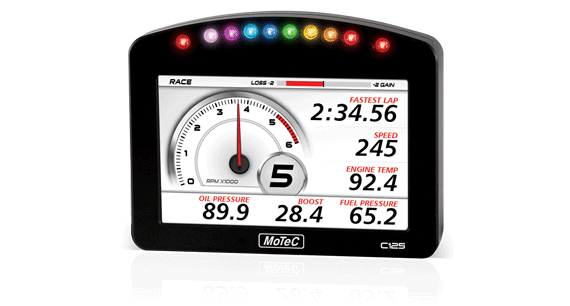 RACE
LOSS -2
-2 GAIN
FASTEST LAP
2:34.56
SPEED
245
ENGINE TEMP
92.4
0
1
2
3
4
5
6
RPM X1000
5
OIL PRESSURE
89.9
BOOST
28.4
FUEL PRESSURE
65.2
MoTeC
C125